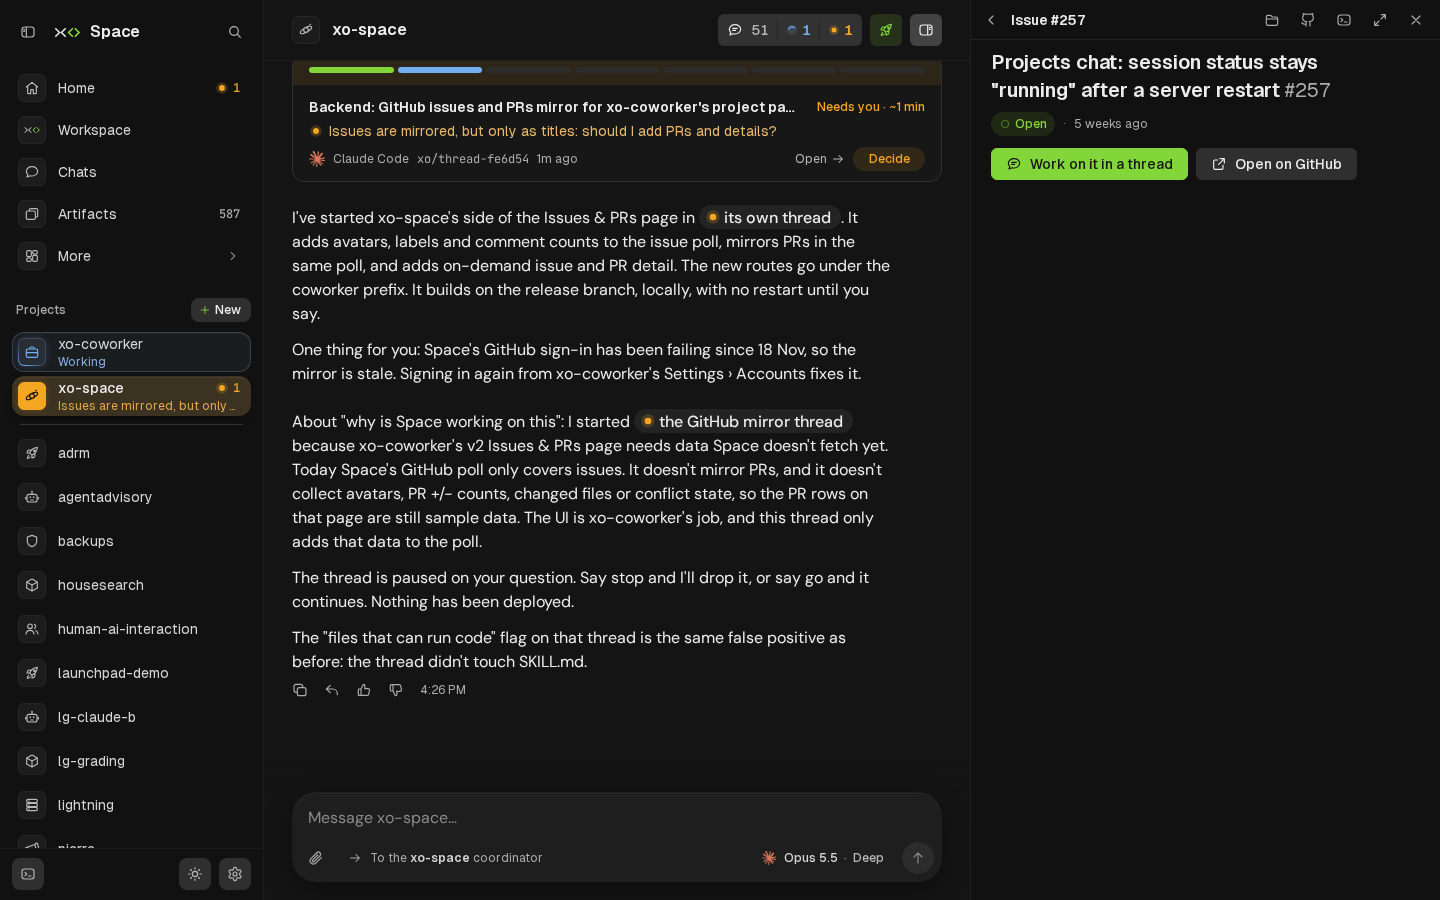 Space
Home
1
Workspace
Chats
Artifacts
587
More
Projects
+ New
xo-coworker
Working
xo-space
1
Issues are mirrored, but only ...
adrm
agentadvisory
backups
housesearch
human-ai-interaction
launchpad-demo
lg-claude-b
lg-grading
lightning
xo-space
51
1
1
Backend: GitHub issues and PRs mirror for xo-coworker's project pa...
Needs you · ~1 min
Issues are mirrored, but only as titles: should I add PRs and details?
Claude Code xo/thread-fe6d54 1m ago
Open →
Decide
I've started xo-space's side of the Issues & PRs page in its own thread . It
adds avatars, labels and comment counts to the issue poll, mirrors PRs in the
same poll, and adds on-demand issue and PR detail. The new routes go under the
coworker prefix. It builds on the release branch, locally, with no restart until you
say.
One thing for you: Space's GitHub sign-in has been failing since 18 Nov, so the
mirror is stale. Signing in again from xo-coworker's Settings › Accounts fixes it.
About "why is Space working on this": I started the GitHub mirror thread
because xo-coworker's v2 Issues & PRs page needs data Space doesn't fetch yet.
Today Space's GitHub poll only covers issues. It doesn't mirror PRs, and it doesn't
collect avatars, PR +/- counts, changed files or conflict state, so the PR rows on
that page are still sample data. The UI is xo-coworker's job, and this thread only
adds that data to the poll.
The thread is paused on your question. Say stop and I'll drop it, or say go and it
continues. Nothing has been deployed.
The "files that can run code" flag on that thread is the same false positive as
before: the thread didn't touch SKILL.md.
4:26 PM
Message xo-space...
→ To the xo-space coordinator
Opus 5.5 · Deep
Issue #257
Projects chat: session status stays
"running" after a server restart #257
Open · 5 weeks ago
Work on it in a thread
Open on GitHub